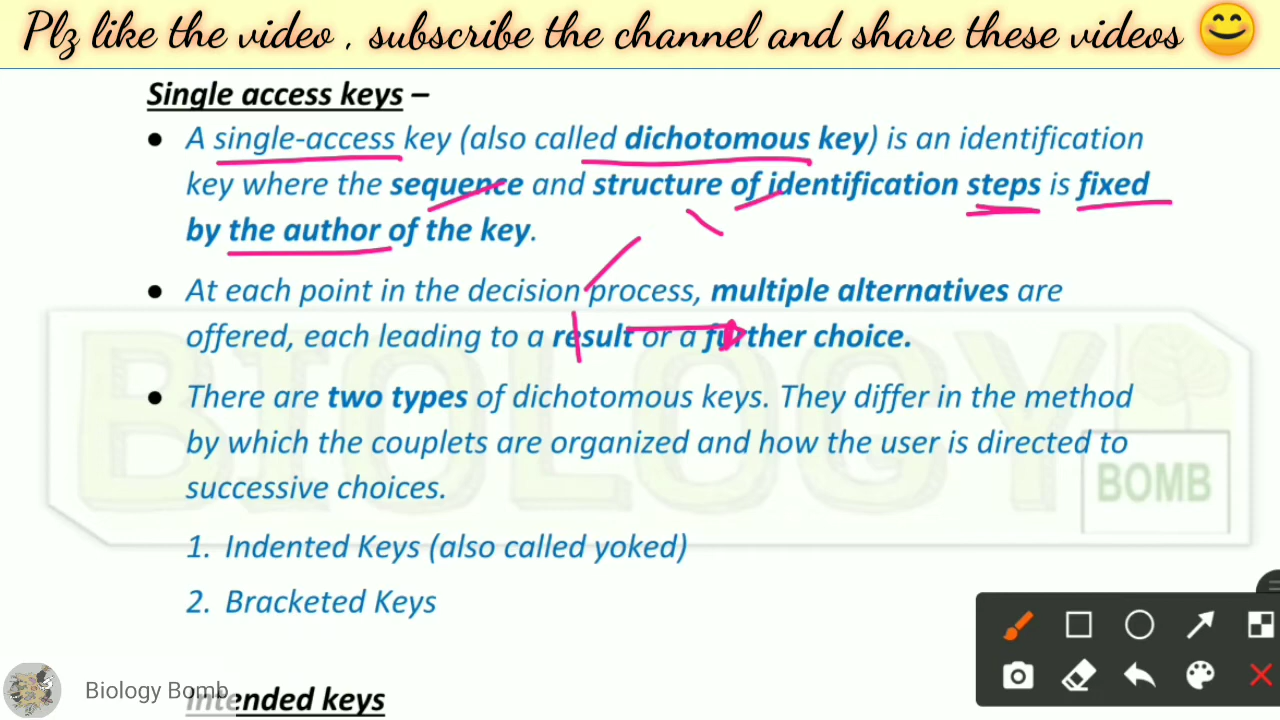 Plz like the video , subscribe the channel and share these videos 😊
Single access keys –
• A single-access key (also called dichotomous key) is an identification
key where the sequence and structure of identification steps is fixed
by the author of the key.
• At each point in the decision process, multiple alternatives are
offered, each leading to a result or a further choice.
• There are two types of dichotomous keys. They differ in the method
by which the couplets are organized and how the user is directed to
successive choices.
BIOLOGY
BOMB
1. Indented Keys (also called yoked)
2. Bracketed Keys
Biology Bomb
Intended keys